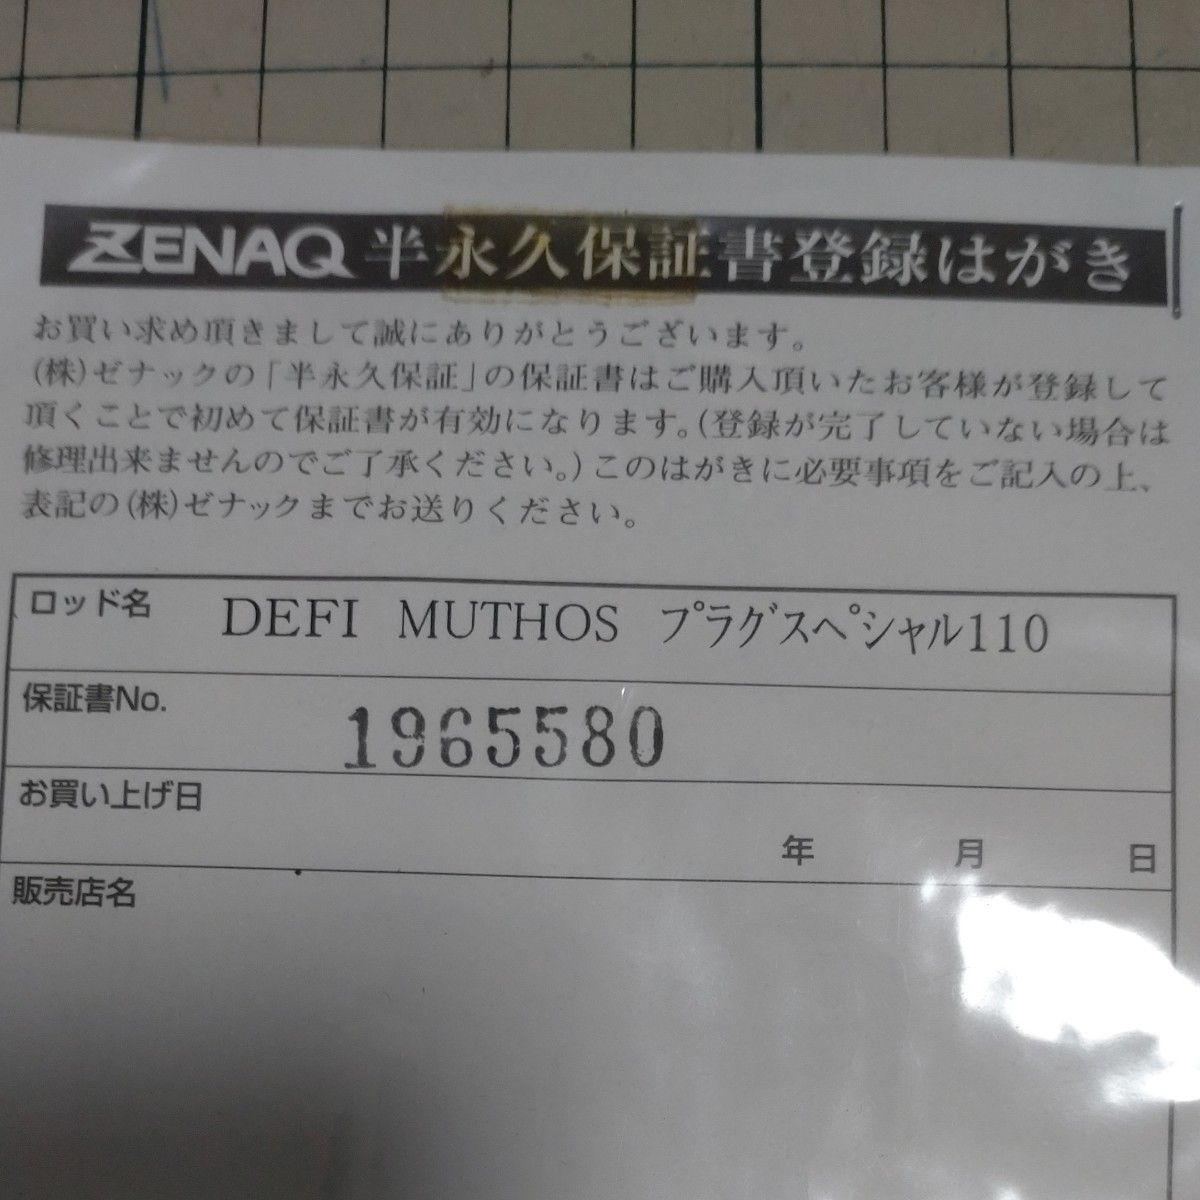 ZENAQ 半永久保証書登録はがき
お買い求め頂きまして誠にありがとうございます。
(株)ゼナックの「半永久保証」の保証書はご購入頂いたお客様が登録して
頂くことで初めて保証書が有効になります。(登録が完了していない場合は
修理出来ませんのでご了承ください。)このはがきに必要事項をご記入の上、
表記の(株)ゼナックまでお送りください。
ロッド名 DEFI MUTHOS プラグスペシャル110
保証書No. 1965580
お買い上げ日
年 月 日
販売店名